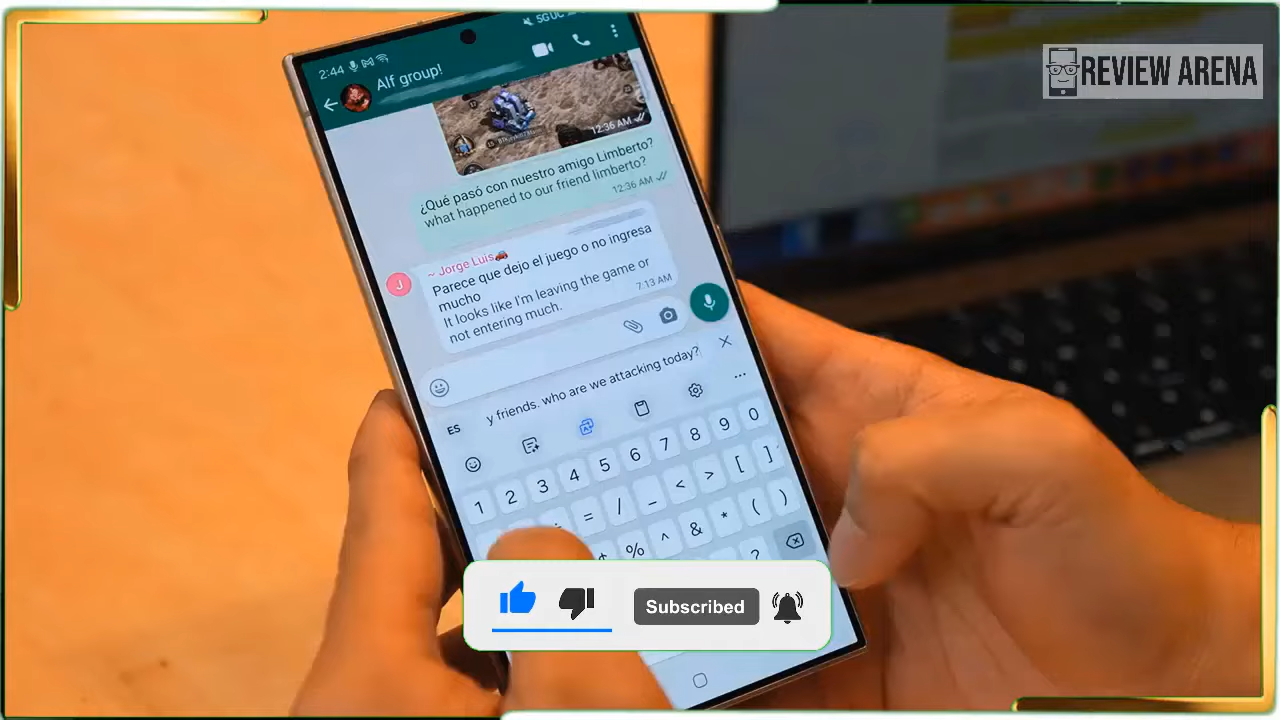 REVIEW ARENA
2:44
Alf group!
12:36 AM
¿Qué pasó con nuestro amigo Limberto?
what happened to our friend limberto?
12:36 AM
~ Jorge Luis
J
Parece que dejo el juego o no ingresa
mucho
It looks like I'm leaving the game or
not entering much.
7:13 AM
ES
y friends. who are we attacking today?
1 2 3 4 5 6 7 8 9 0
= / _ < > [ ]
% ^ & * ( )
?
Subscribed